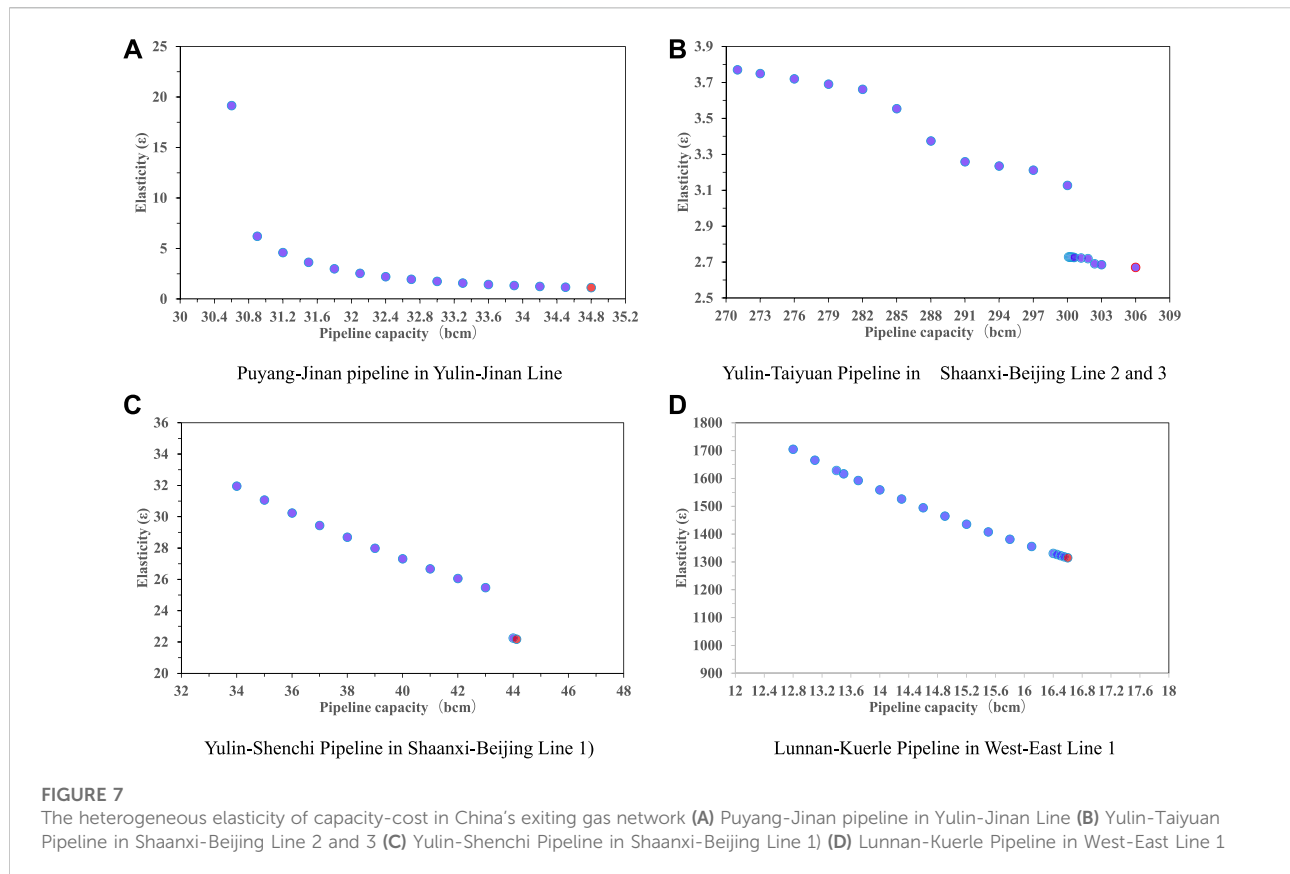 A
Elasticity (ε)
25
20
15
10
5
0
30 30.4 30.8 31.2 31.6 32 32.4 32.8 33.2 33.6 34 34.4 34.8 35.2
Pipeline capacity (bcm)
Puyang-Jinan pipeline in Yulin-Jinan Line
B
Elasticity (ε)
3.9
3.7
3.5
3.3
3.1
2.9
2.7
2.5
270 273 276 279 282 285 288 291 294 297 300 303 306 309
Pipeline capacity (bcm)
Yulin-Taiyuan Pipeline in Shaanxi-Beijing Line 2 and 3
C
Elasticity (ε)
36
34
32
30
28
26
24
22
20
32 34 36 38 40 42 44 46 48
Pipeline capacity (bcm)
Yulin-Shenchi Pipeline in Shaanxi-Beijing Line 1)
D
Elasticity (ε)
1800
1700
1600
1500
1400
1300
1200
1100
1000
900
12 12.4 12.8 13.2 13.6 14 14.4 14.8 15.2 15.6 16 16.4 16.8 17.2 17.6 18
Pipeline capacity (bcm)
Lunnan-Kuerle Pipeline in West-East Line 1
FIGURE 7
The heterogeneous elasticity of capacity-cost in China's exiting gas network (A) Puyang-Jinan pipeline in Yulin-Jinan Line (B) Yulin-Taiyuan
Pipeline in Shaanxi-Beijing Line 2 and 3 (C) Yulin-Shenchi Pipeline in Shaanxi-Beijing Line 1) (D) Lunnan-Kuerle Pipeline in West-East Line 1